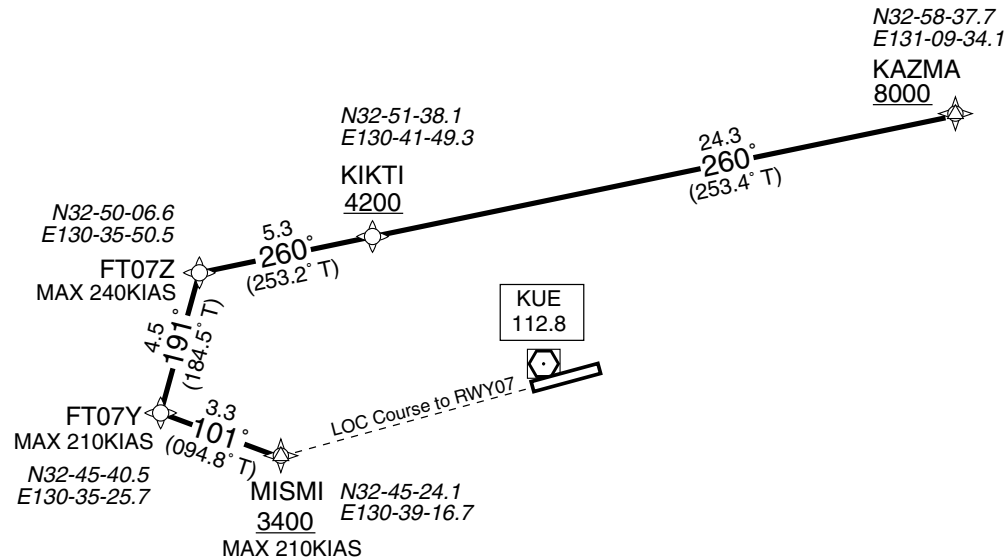 N32-58-37.7
E131-09-34.1
KAZMA
8000
N32-51-38.1
E130-41-49.3
KIKTI
4200
24.3
260°
(253.4° T)
N32-50-06.6
E130-35-50.5
FT07Z
MAX 240KIAS
5.3
260°
(253.2° T)
KUE
112.8
4.5
191°
(184.5° T)
LOC Course to RWY07
FT07Y
MAX 210KIAS
N32-45-40.5
E130-35-25.7
3.3
101°
(094.8° T)
MISMI
3400
MAX 210KIAS
N32-45-24.1
E130-39-16.7